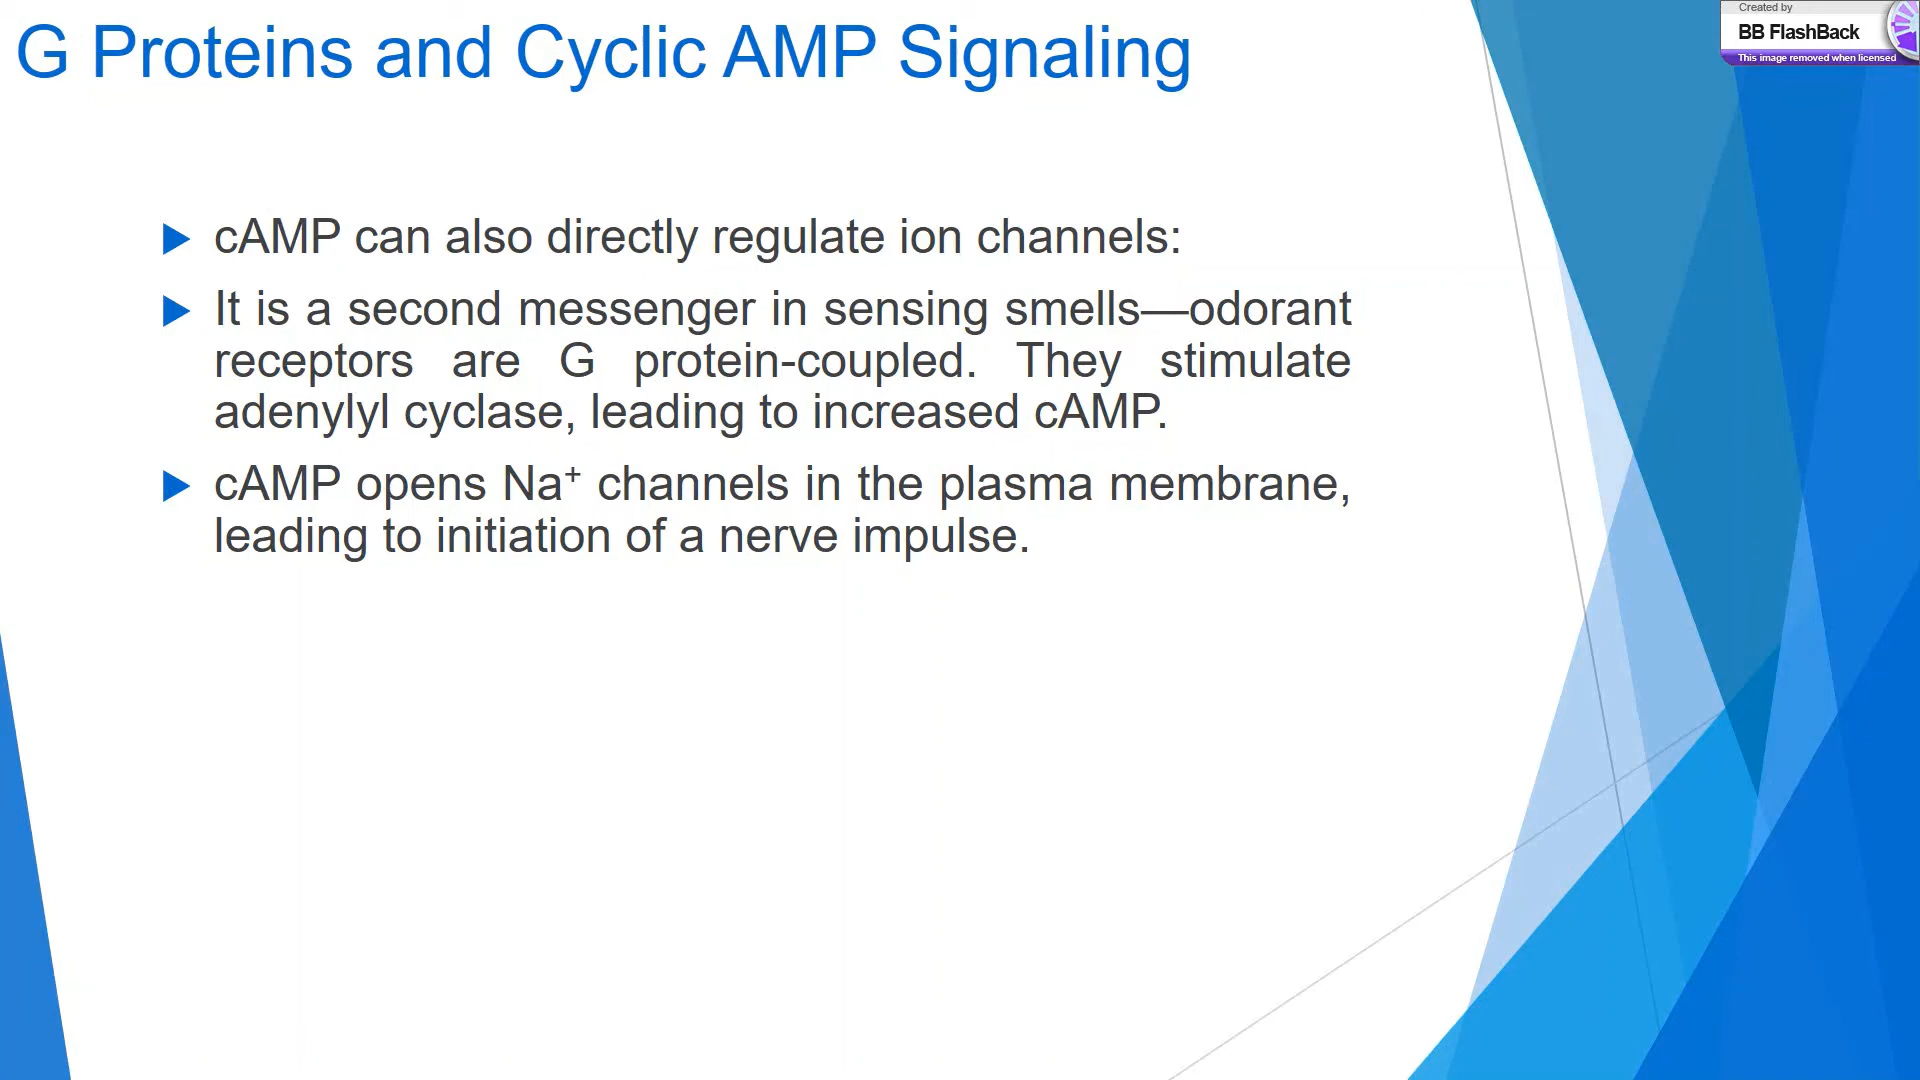 G Proteins and Cyclic AMP Signaling
Created by
BB FlashBack
This image removed when licensed
cAMP can also directly regulate ion channels:
It is a second messenger in sensing smells—odorant
receptors are G protein-coupled. They stimulate
adenylyl cyclase, leading to increased cAMP.
cAMP opens Na⁺ channels in the plasma membrane,
leading to initiation of a nerve impulse.